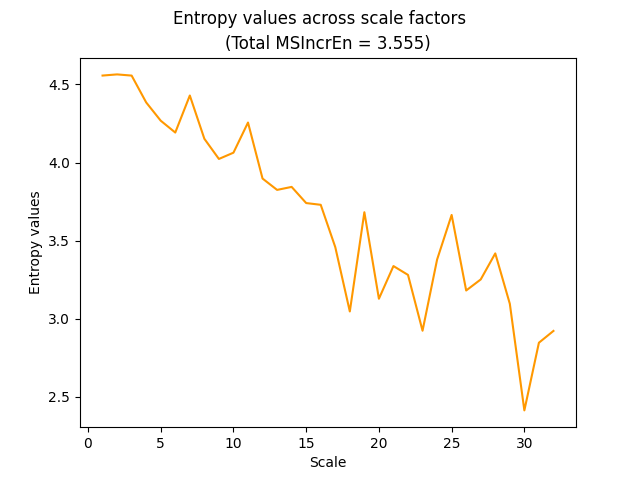 Entropy values across scale factors
(Total MSIncrEn = 3.555)
4.5
4.0
3.5
3.0
2.5
Entropy values
0 5 10 15 20 25 30
Scale